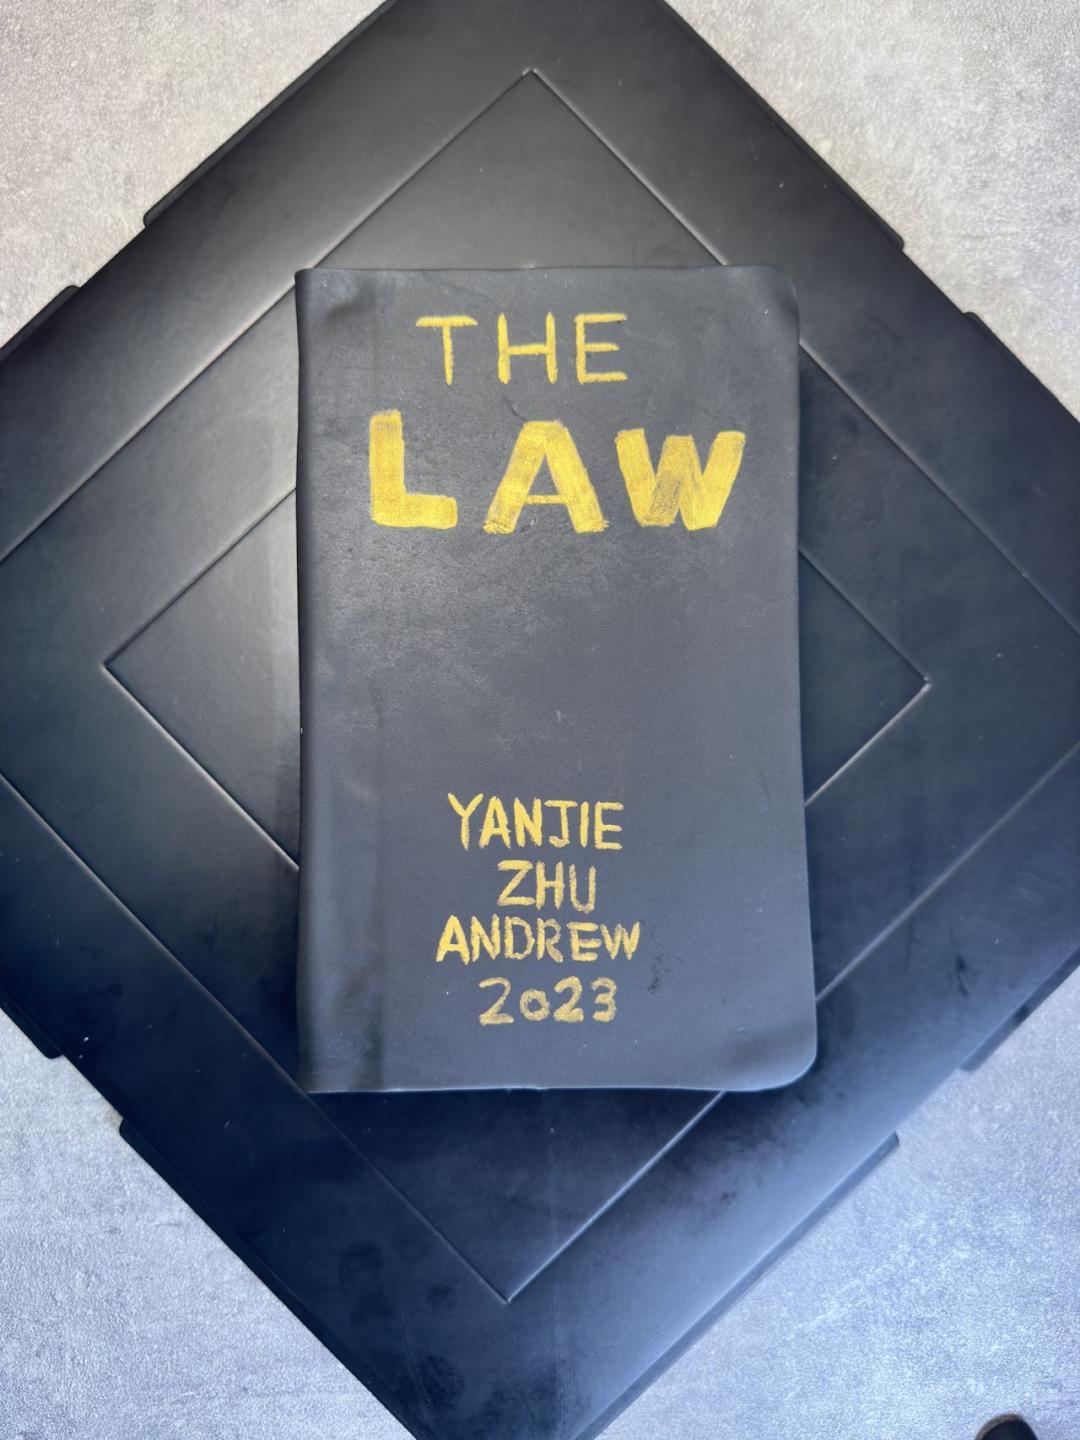 THE
LAW
YANJIE
ZHU
ANDREW
2023